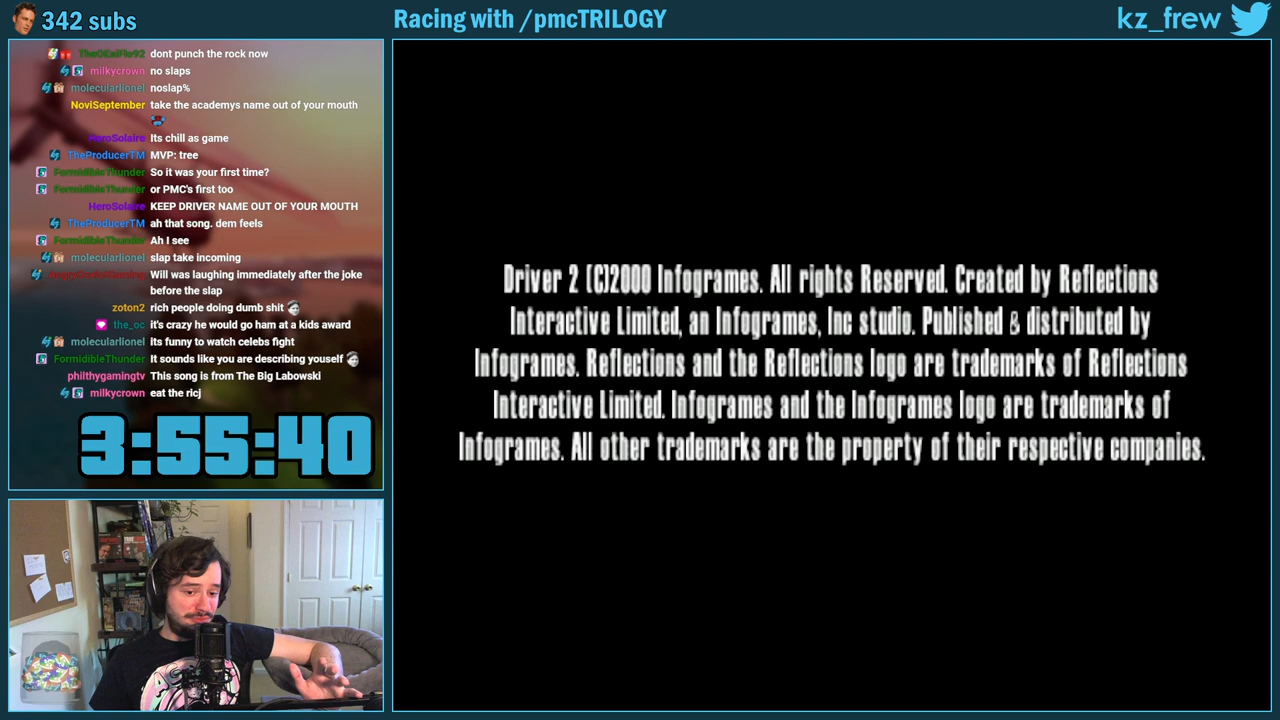 342 subs
Racing with /pmcTRILOGY
kz_frew
TheOKeiffo92 dont punch the rock now
milkycrown no slaps
molecularlionel noslap%
NoviSeptember take the academys name out of your mouth
HeroSolaire Its chill as game
TheProducerTM MVP: tree
FormidibleThunder So it was your first time?
FormidibleThunder or PMC's first too
HeroSolaire KEEP DRIVER NAME OUT OF YOUR MOUTH
TheProducerTM ah that song. dem feels
FormidibleThunder Ah I see
molecularlionel slap take incoming
Will was laughing immediately after the joke
before the slap
zoton2 rich people doing dumb shit
the_oc it's crazy he would go ham at a kids award
molecularlionel Its funny to watch celebs fight
FormidibleThunder It sounds like you are describing youself
philthygamingtv This song is from The Big Labowski
milkycrown eat the ricj
3:55:40
Driver 2 (C)2000 Infogrames. All rights Reserved. Created by Reflections
Interactive Limited, an Infogrames, Inc studio. Published & distributed by
Infogrames. Reflections and the Reflections logo are trademarks of Reflections
Interactive Limited. Infogrames and the Infogrames logo are trademarks of
Infogrames. All other trademarks are the property of their respective companies.